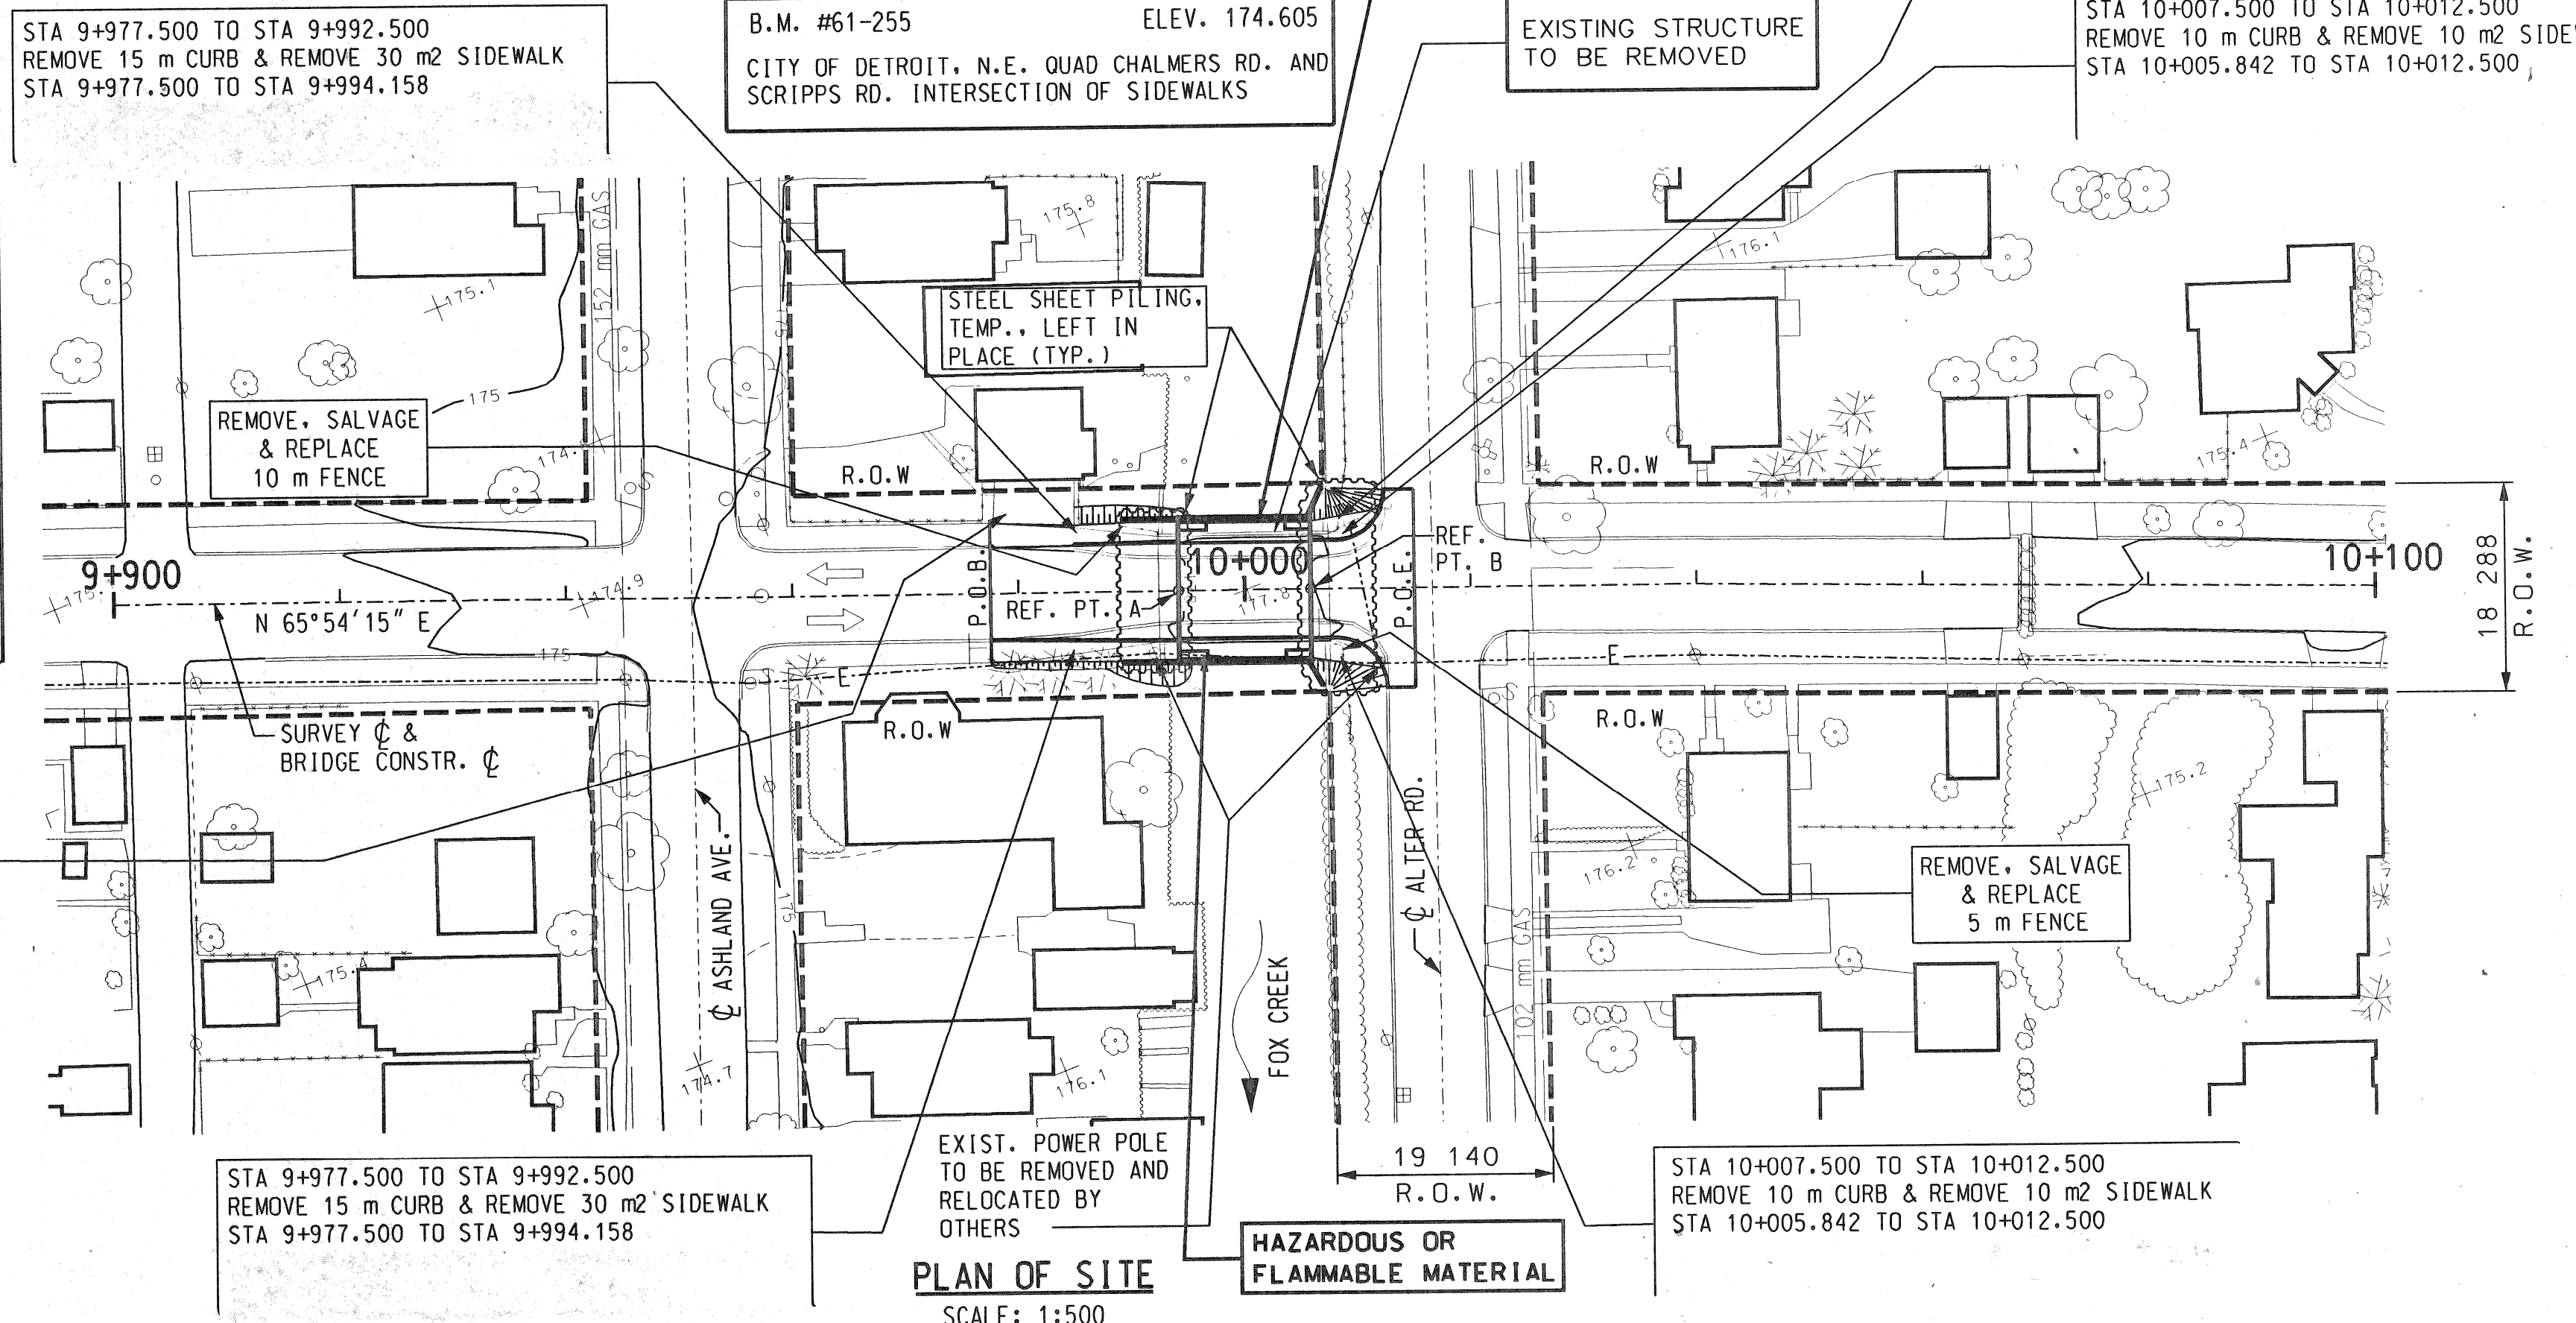 STA 9+977.500 TO STA 9+992.500
REMOVE 15 m CURB & REMOVE 30 m2 SIDEWALK
STA 9+977.500 TO STA 9+994.158
B.M. #61-255 ELEV. 174.605
CITY OF DETROIT, N.E. QUAD CHALMERS RD. AND
SCRIPPS RD. INTERSECTION OF SIDEWALKS
EXISTING STRUCTURE
TO BE REMOVED
STA 10+007.500 TO STA 10+012.500
REMOVE 10 m CURB & REMOVE 10 m2
STA 10+005.842 TO STA 10+012.500
152 mm GAS
175.8
176.1
175.1
STEEL SHEET PILING,
TEMP., LEFT IN
PLACE (TYP.)
175
REMOVE, SALVAGE
& REPLACE
10 m FENCE
R.O.W
R.O.W
175.4
9+900
174.9
N 65°54'15" E
175
P.O.B.
REF. PT. A
10+000
177.8
P.O.E.
REF.
PT. B
10+100
18 288
R.O.W.
E
E
SURVEY ℄ &
BRIDGE CONSTR. ℄
R.O.W
R.O.W
175.2
℄ ASHLAND AVE.
175
℄ ALTER RD.
176.2
REMOVE, SALVAGE
& REPLACE
5 m FENCE
175.4
FOX CREEK
102 mm GAS
174.7
176.1
EXIST. POWER POLE
TO BE REMOVED AND
RELOCATED BY
OTHERS
19 140
R.O.W.
STA 9+977.500 TO STA 9+992.500
REMOVE 15 m CURB & REMOVE 30 m2 SIDEWALK
STA 9+977.500 TO STA 9+994.158
STA 10+007.500 TO STA 10+012.500
REMOVE 10 m CURB & REMOVE 10 m2 SIDEWALK
STA 10+005.842 TO STA 10+012.500
HAZARDOUS OR
FLAMMABLE MATERIAL
PLAN OF SITE
SCALE: 1:500